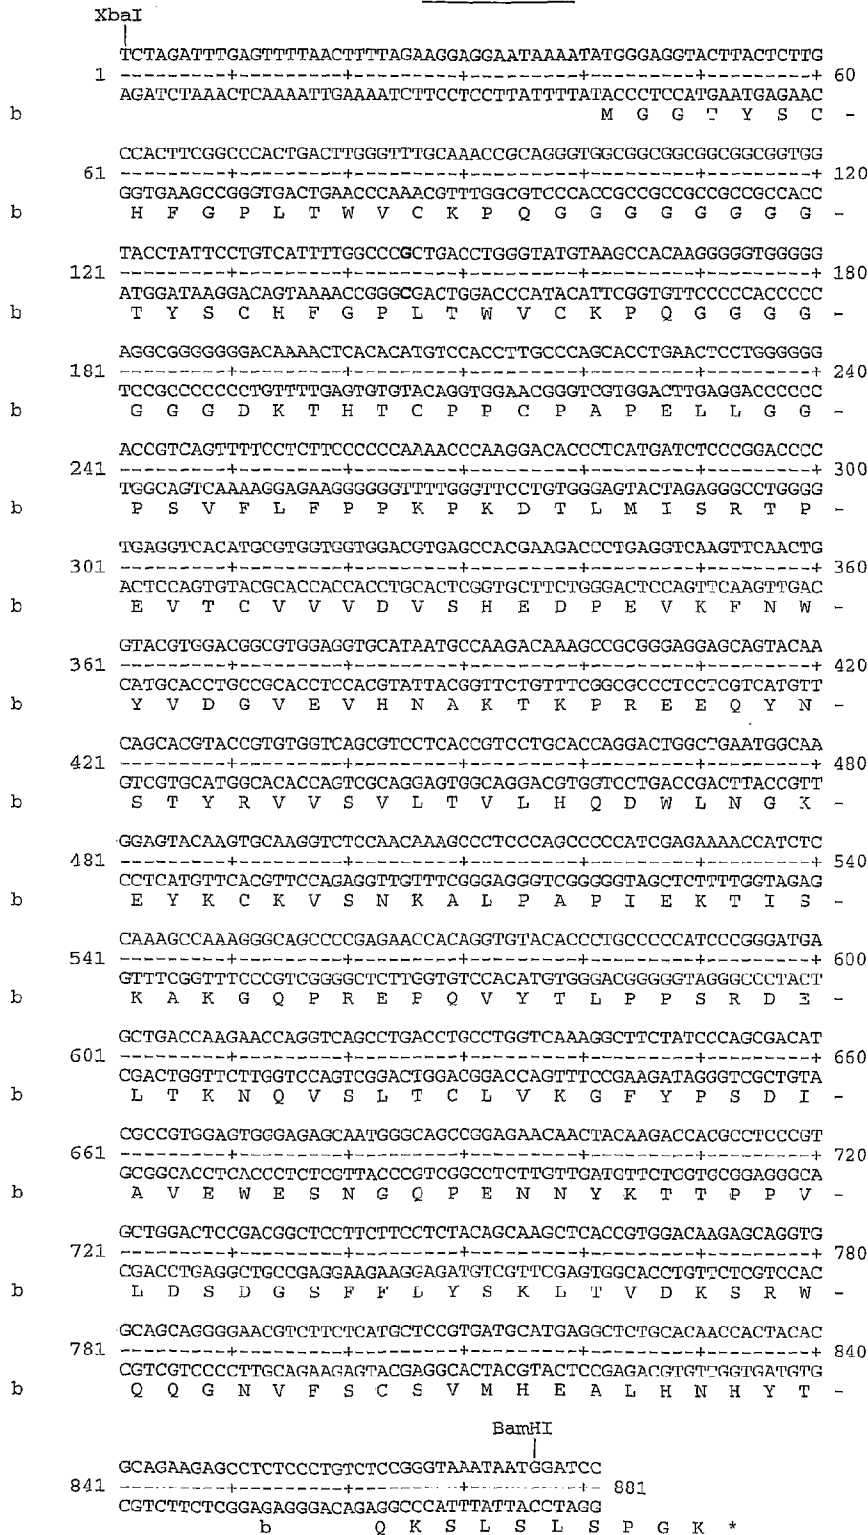 XbaI
|
TCTAGATTTGAGTTTTAACTTTTAGAAGGAGGAATAAAATATGGGAGGTACTTACTCTTG
1 ---------+---------+---------+---------+---------+---------+ 60
AGATCTAAACTCAAAATTGAAAATCTTCCTCCTTATTTTATACCCTCCATGAATGAGAAC
b M G G T Y S C -
CCACTTCGGCCCACTGACTTGGGTTTGCAAACCGCAGGGTGGCGGCGGCGGCGGCGGTGG
61 ---------+---------+---------+---------+---------+---------+ 120
GGTGAAGCCGGGTGACTGAACCCAAACGTTTGGCGTCCCACCGCCGCCGCCGCCGCCACC
b H F G P L T W V C K P Q G G G G G G G G -
TACCTATTCCTGTCATTTTGGCCCGCTGACCTGGGTATGTAAGCCACAAGGGGGTGGGGG
121 ---------+---------+---------+---------+---------+---------+ 180
ATGGATAAGGACAGTAAAACCGGGCGACTGGACCCATACATTCGGTGTTCCCCCACCCCC
b T Y S C H F G P L T W V C K P Q G G G G -
AGGCGGGGGGGACAAAACTCACACATGTCCACCTTGCCCAGCACCTGAACTCCTGGGGGG
181 ---------+---------+---------+---------+---------+---------+ 240
TCCGCCCCCCCTGTTTTGAGTGTGTACAGGTGGAACGGGTCGTGGACTTGAGGACCCCCC
b G G G D K T H T C P P C P A P E L L G G -
ACCGTCAGTTTTCCTCTTCCCCCCAAAACCCAAGGACACCCTCATGATCTCCCGGACCCC
241 ---------+---------+---------+---------+---------+---------+ 300
TGGCAGTCAAAAGGAGAAGGGGGGTTTTGGGTTCCTGTGGGAGTACTAGAGGGCCTGGGG
b P S V F L F P P K P K D T L M I S R T P -
TGAGGTCACATGCGTGGTGGTGGACGTGAGCCACGAAGACCCTGAGGTCAAGTTCAACTG
301 ---------+---------+---------+---------+---------+---------+ 360
ACTCCAGTGTACGCACCACCACCTGCACTCGGTGCTTCTGGGACTCCAGTTCAAGTTGAC
b E V T C V V V D V S H E D P E V K F N W -
GTACGTGGACGGCGTGGAGGTGCATAATGCCAAGACAAAGCCGCGGGAGGAGCAGTACAA
361 ---------+---------+---------+---------+---------+---------+ 420
CATGCACCTGCCGCACCTCCACGTATTACGGTTCTGTTTCGGCGCCCTCCTCGTCATGTT
b Y V D G V E V H N A K T K P R E E Q Y N -
CAGCACGTACCGTGTGGTCAGCGTCCTCACCGTCCTGCACCAGGACTGGCTGAATGGCAA
421 ---------+---------+---------+---------+---------+---------+ 480
GTCGTGCATGGCACACCAGTCGCAGGAGTGGCAGGACGTGGTCCTGACCGACTTACCGTT
b S T Y R V V S V L T V L H Q D W L N G K -
GGAGTACAAGTGCAAGGTCTCCAACAAAGCCCTCCCAGCCCCCATCGAGAAAACCATCTC
481 ---------+---------+---------+---------+---------+---------+ 540
CCTCATGTTCACGTTCCAGAGGTTGTTTCGGGAGGGTCGGGGGTAGCTCTTTTGGTAGAG
b E Y K C K V S N K A L P A P I E K T I S -
CAAAGCCAAAGGGCAGCCCCGAGAACCACAGGTGTACACCCTGCCCCCATCCCGGGATGA
541 ---------+---------+---------+---------+---------+---------+ 600
GTTTCGGTTTCCCGTCGGGGCTCTTGGTGTCCACATGTGGGACGGGGGTAGGGCCCTACT
b K A K G Q P R E P Q V Y T L P P S R D E -
GCTGACCAAGAACCAGGTCAGCCTGACCTGCCTGGTCAAAGGCTTCTATCCCAGCGACAT
601 ---------+---------+---------+---------+---------+---------+ 660
CGACTGGTTCTTGGTCCAGTCGGACTGGACGGACCAGTTTCCGAAGATAGGGTCGCTGTA
b L T K N Q V S L T C L V K G F Y P S D I -
CGCCGTGGAGTGGGAGAGCAATGGGCAGCCGGAGAACAACTACAAGACCACGCCTCCCGT
661 ---------+---------+---------+---------+---------+---------+ 720
GCGGCACCTCACCCTCTCGTTACCCGTCGGCCTCTTGTTGATGTTCTGGTGCGGAGGGCA
b A V E W E S N G Q P E N N Y K T T P P V -
GCTGGACTCCGACGGCTCCTTCTTCCTCTACAGCAAGCTCACCGTGGACAAGAGCAGGTG
721 ---------+---------+---------+---------+---------+---------+ 780
CGACCTGAGGCTGCCGAGGAAGAAGGAGATGTCGTTCGAGTGGCACCTGTTCTCGTCCAC
b L D S D G S F F L Y S K L T V D K S R W -
GCAGCAGGGGAACGTCTTCTCATGCTCCGTGATGCATGAGGCTCTGCACAACCACTACAC
781 ---------+---------+---------+---------+---------+---------+ 840
CGTCGTCCCCTTGCAGAAGAGTACGAGGCACTACGTACTCCGAGACGTGTTGGTGATGTG
b Q Q G N V F S C S V M H E A L H N H Y T -
BamHI
|
GCAGAAGAGCCTCTCCCTGTCTCCGGGTAAATAATGGATCC
841 ---------+---------+---------+---------+- 881
CGTCTTCTCGGAGAGGGACAGAGGCCCATTTATTACCTAGG
b Q K S L S L S P G K *